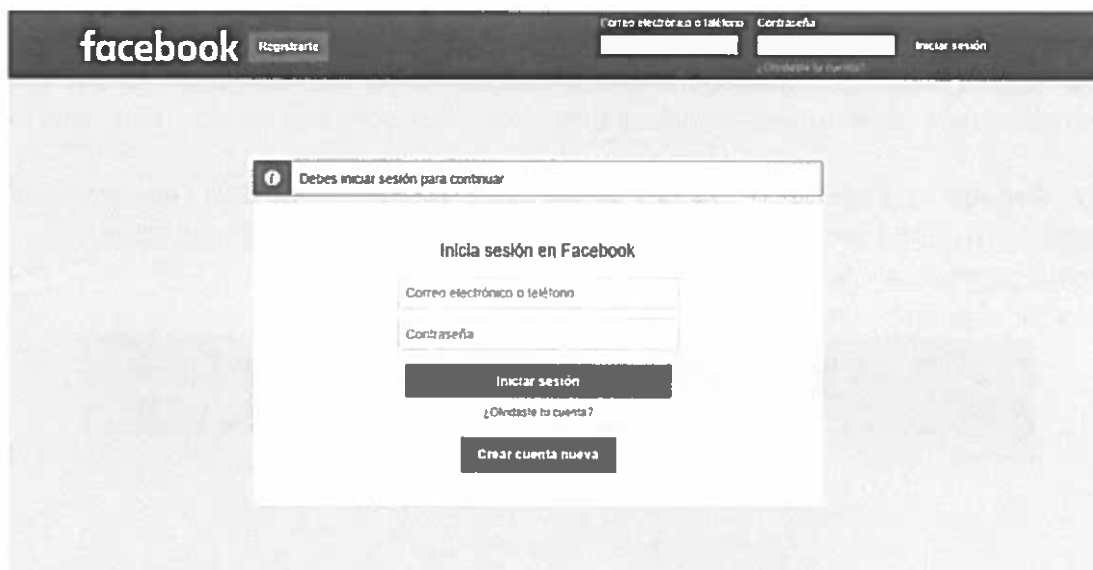 Correo electrónico o teléfono Contraseña
facebook Registrarte Iniciar sesión
¿Olvidaste tu cuenta?
Debes iniciar sesión para continuar
Inicia sesión en Facebook
Correo electrónico o teléfono
Contraseña
Iniciar sesión
¿Olvidaste tu cuenta?
Crear cuenta nueva